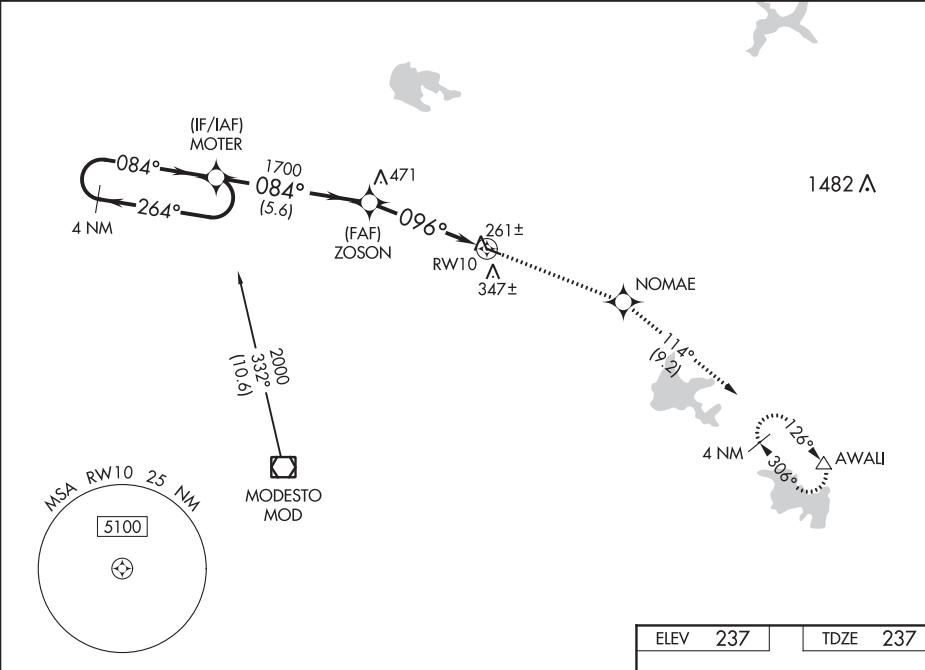 (IF/IAF)
MOTER
084°
264°
4 NM
1700
084°
(5.6)
471
(FAF)
ZOSON
096°
261±
RW10
347±
1482
NOMAE
114°
(9.2)
2000
332°
(10.6)
MODESTO
MOD
4 NM
126°
306°
AWALI
MSA RW10 25 NM
5100
ELEV 237
TDZE 237